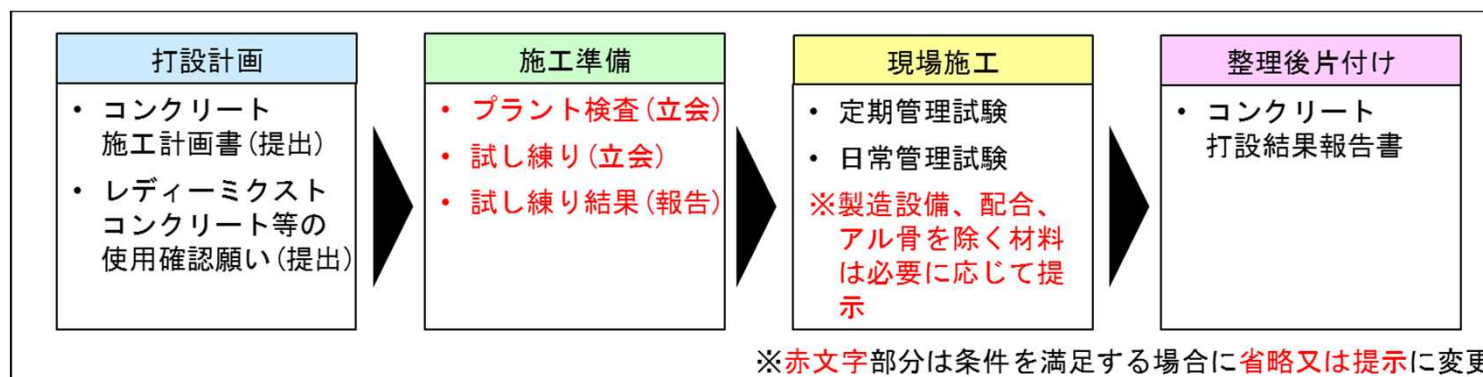 打設計画
・ コンクリート
施工計画書(提出)
・ レディーミクスト
コンクリート等の
使用確認願い(提出)
施工準備
・ プラント検査(立会)
・ 試し練り(立会)
・ 試し練り結果(報告)
現場施工
・ 定期管理試験
・ 日常管理試験
※製造設備、配合、
アル骨を除く材料
は必要に応じて提
示
整理後片付け
・ コンクリート
打設結果報告書
※赤文字部分は条件を満足する場合に省略又は提示に変更